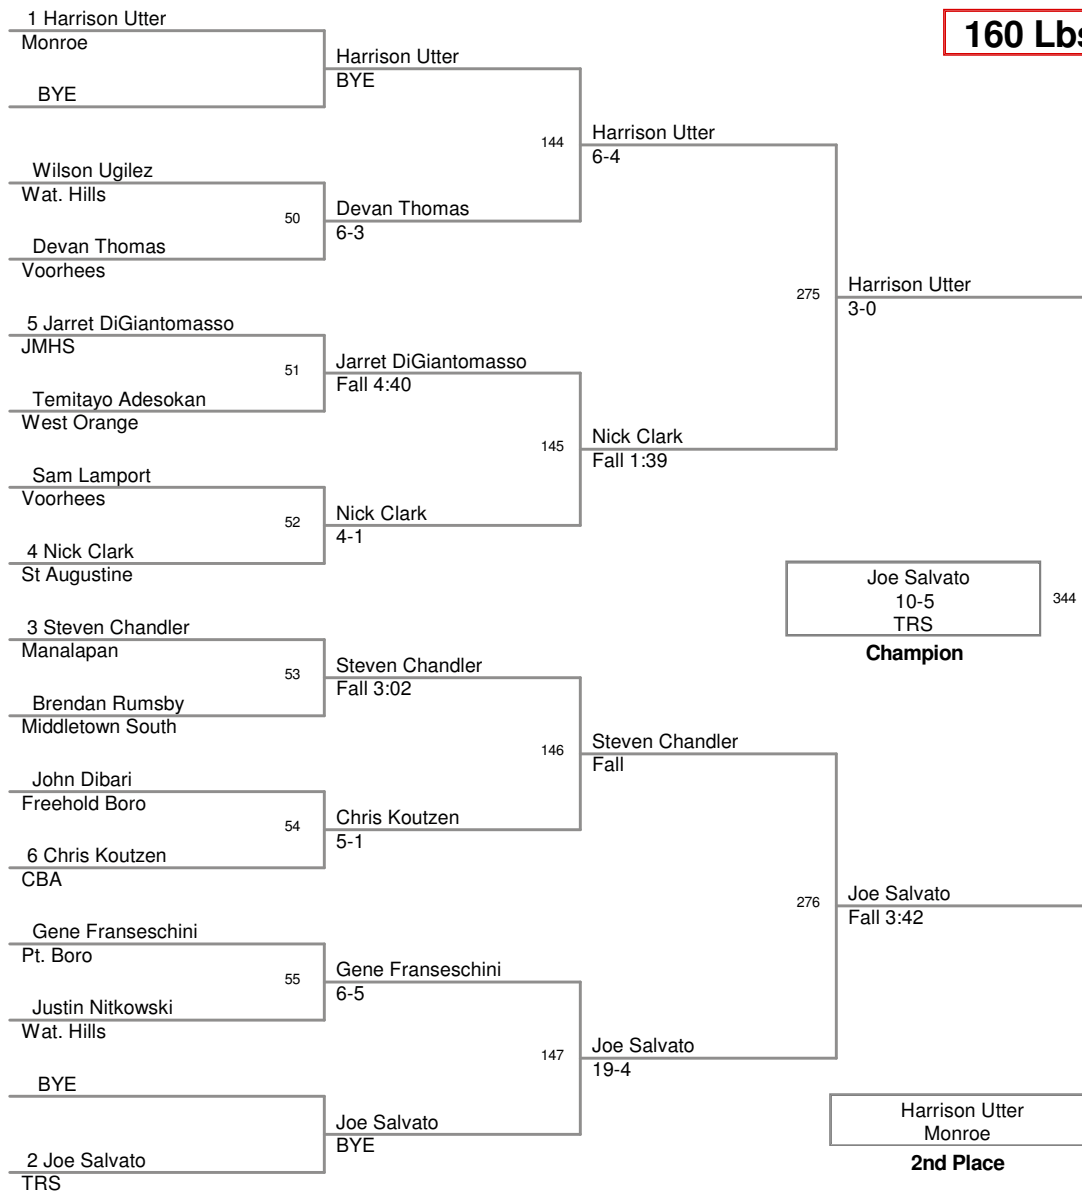 160 Lbs
1 Harrison Utter
Monroe
BYE
Wilson Ugilez
Wat. Hills
50
Devan Thomas
Voorhees
5 Jarret DiGiantomasso
JMHS
51
Temitayo Adesokan
West Orange
Sam Lamport
Voorhees
52
4 Nick Clark
St Augustine
3 Steven Chandler
Manalapan
53
Brendan Rumsby
Middletown South
John Dibari
Freehold Boro
54
6 Chris Koutzen
CBA
Gene Franseschini
Pt. Boro
55
Justin Nitkowski
Wat. Hills
BYE
2 Joe Salvato
TRS
Harrison Utter
BYE
144
Devan Thomas
6-3
Jarret DiGiantomasso
Fall 4:40
145
Nick Clark
4-1
Steven Chandler
Fall 3:02
146
Chris Koutzen
5-1
Gene Franseschini
6-5
147
Joe Salvato
BYE
Harrison Utter
6-4
275
Nick Clark
Fall 1:39
Steven Chandler
Fall
276
Joe Salvato
19-4
Harrison Utter
3-0
Joe Salvato
10-5
TRS
344
Champion
Joe Salvato
Fall 3:42
Harrison Utter
Monroe
2nd Place